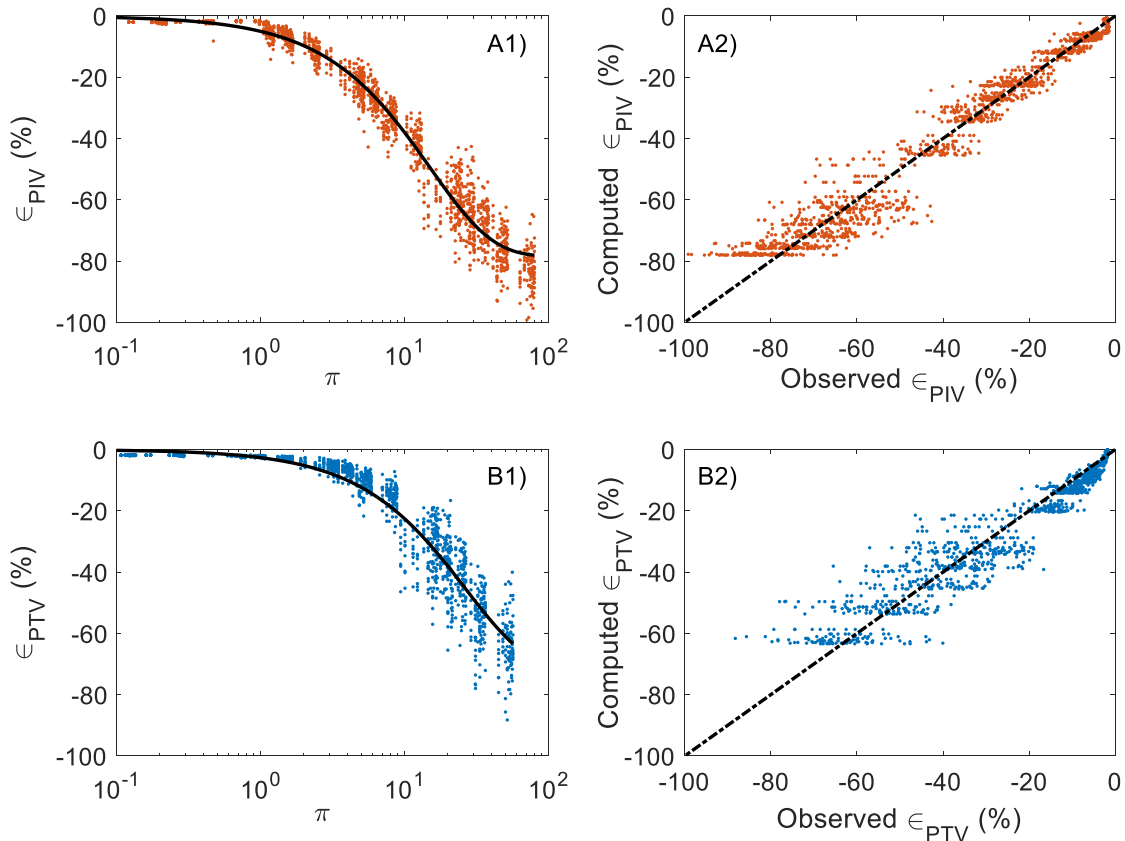 A1)
0
-20
-40
-60
-80
-100
∈PIV (%)
10-1 100 101 102
π
A2)
0
-20
-40
-60
-80
-100
Computed ∈PIV (%)
-100 -80 -60 -40 -20 0
Observed ∈PIV (%)
B1)
0
-20
-40
-60
-80
-100
∈PTV (%)
10-1 100 101 102
π
B2)
0
-20
-40
-60
-80
-100
Computed ∈PTV (%)
-100 -80 -60 -40 -20 0
Observed ∈PTV (%)